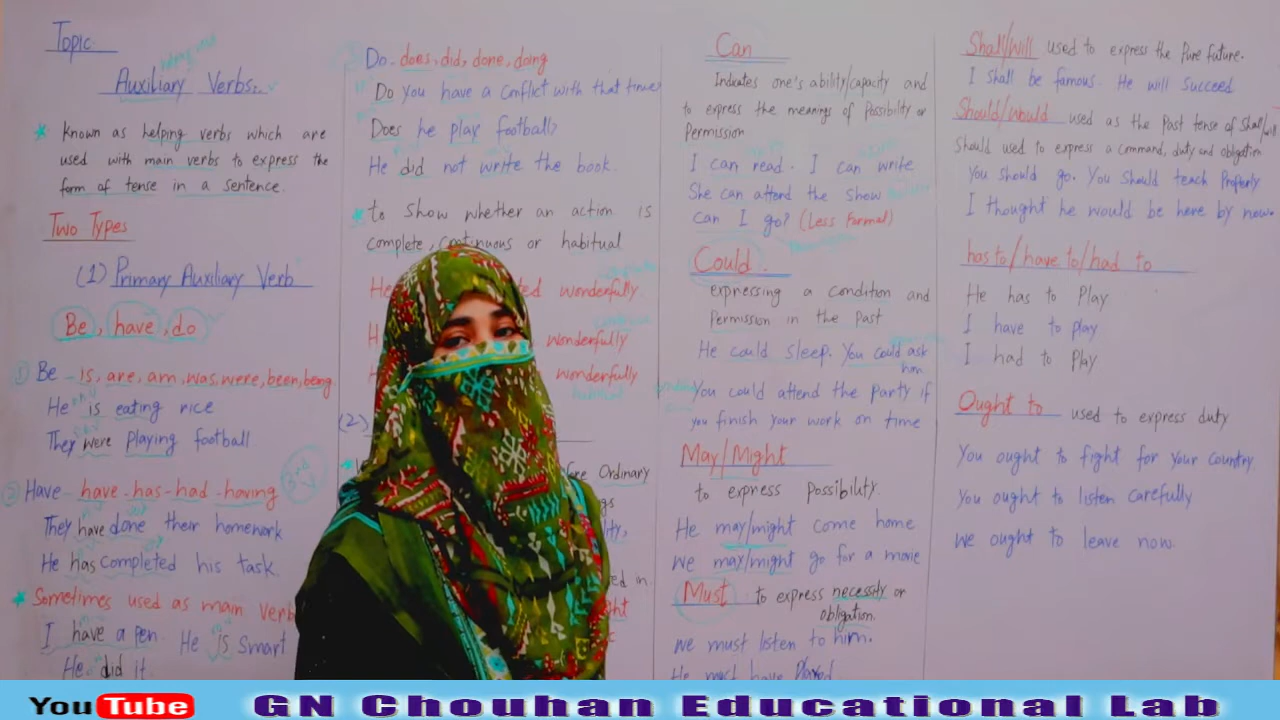 Topic
Auxiliary Verbs
Known as helping verbs which are
used with main verbs to express the
form of tense in a sentence.
Two Types
(1) Primary Auxiliary Verb
Be, have, do
① Be - is, are, am, was, were, been, being
He is eating rice
They were playing football
② Have - have - has - had - having
3rd
They have done their homework
He has completed his task
Sometimes used as main verb
I have a pen. He is smart
He did it
Do - does, did, done, doing
Do you have a conflict with that time
Does he play football
He did not write the book.
to show whether an action is
complete, continuous or habitual
He wonderfully
wonderfully
wonderfully
(2)
Ordinary
Can
Indicates one's ability/capacity and
to express the meanings of Possibility or
Permission
I can read. I can write
She can attend the show
can I go? (Less Formal)
Could
expressing a condition and
Permission in the past
He could sleep. You could ask
him
You could attend the party if
you finish your work on time
May/Might
to express Possibility.
He may/might come home
we may/might go for a movie
Must to express necessity or
obligation.
we must listen to him.
He must have Played
Shall/will used to express the Pure future.
I shall be famous. He will succeed
Should/would used as the Past tense of Shall/will
Should used to express a command, duty and obligation
you should go. You should teach Properly
I thought he would be here by now.
has to/have to/had to
He has to Play
I have to play
I had to Play
Ought to used to express duty
You ought to fight for your country
you ought to listen carefully
we ought to leave now.
YouTube GN Chouhan Educational Lab